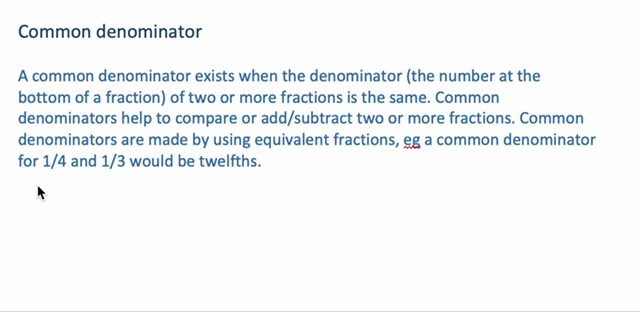 Common denominator
A common denominator exists when the denominator (the number at the
bottom of a fraction) of two or more fractions is the same. Common
denominators help to compare or add/subtract two or more fractions. Common
denominators are made by using equivalent fractions, eg a common denominator
for 1/4 and 1/3 would be twelfths.